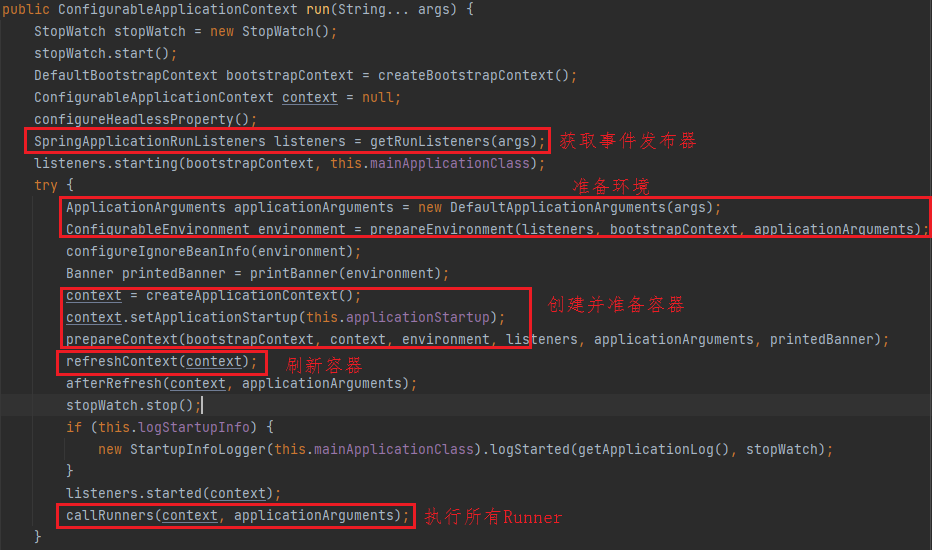 public ConfigurableApplicationContext run(String... args) {
StopWatch stopWatch = new StopWatch();
stopWatch.start();
DefaultBootstrapContext bootstrapContext = createBootstrapContext();
ConfigurableApplicationContext context = null;
configureHeadlessProperty();
SpringApplicationRunListeners listeners = getRunListeners(args); 获取事件发布器
listeners.starting(bootstrapContext, this.mainApplicationClass);
try { 准备环境
ApplicationArguments applicationArguments = new DefaultApplicationArguments(args);
ConfigurableEnvironment environment = prepareEnvironment(listeners, bootstrapContext, applicationArguments);
configureIgnoreBeanInfo(environment);
Banner printedBanner = printBanner(environment);
context = createApplicationContext();
创建并准备容器
context.setApplicationStartup(this.applicationStartup);
prepareContext(bootstrapContext, context, environment, listeners, applicationArguments, printedBanner);
refreshContext(context); 刷新容器
afterRefresh(context, applicationArguments);
stopWatch.stop();
if (this.logStartupInfo) {
new StartupInfoLogger(this.mainApplicationClass).logStarted(getApplicationLog(), stopWatch);
}
listeners.started(context);
callRunners(context, applicationArguments); 执行所有Runner
}